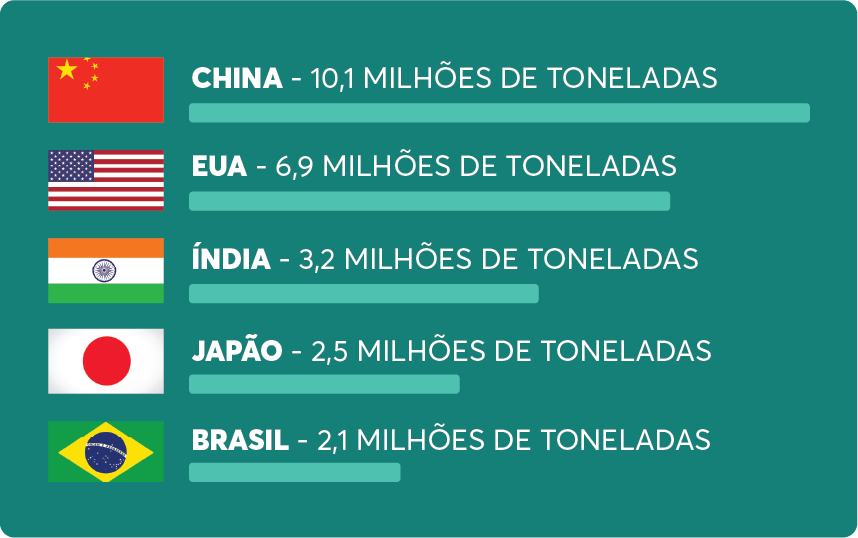 CHINA - 10,1 MILHÕES DE TONELADAS
EUA - 6,9 MILHÕES DE TONELADAS
ÍNDIA - 3,2 MILHÕES DE TONELADAS
JAPÃO - 2,5 MILHÕES DE TONELADAS
BRASIL - 2,1 MILHÕES DE TONELADAS